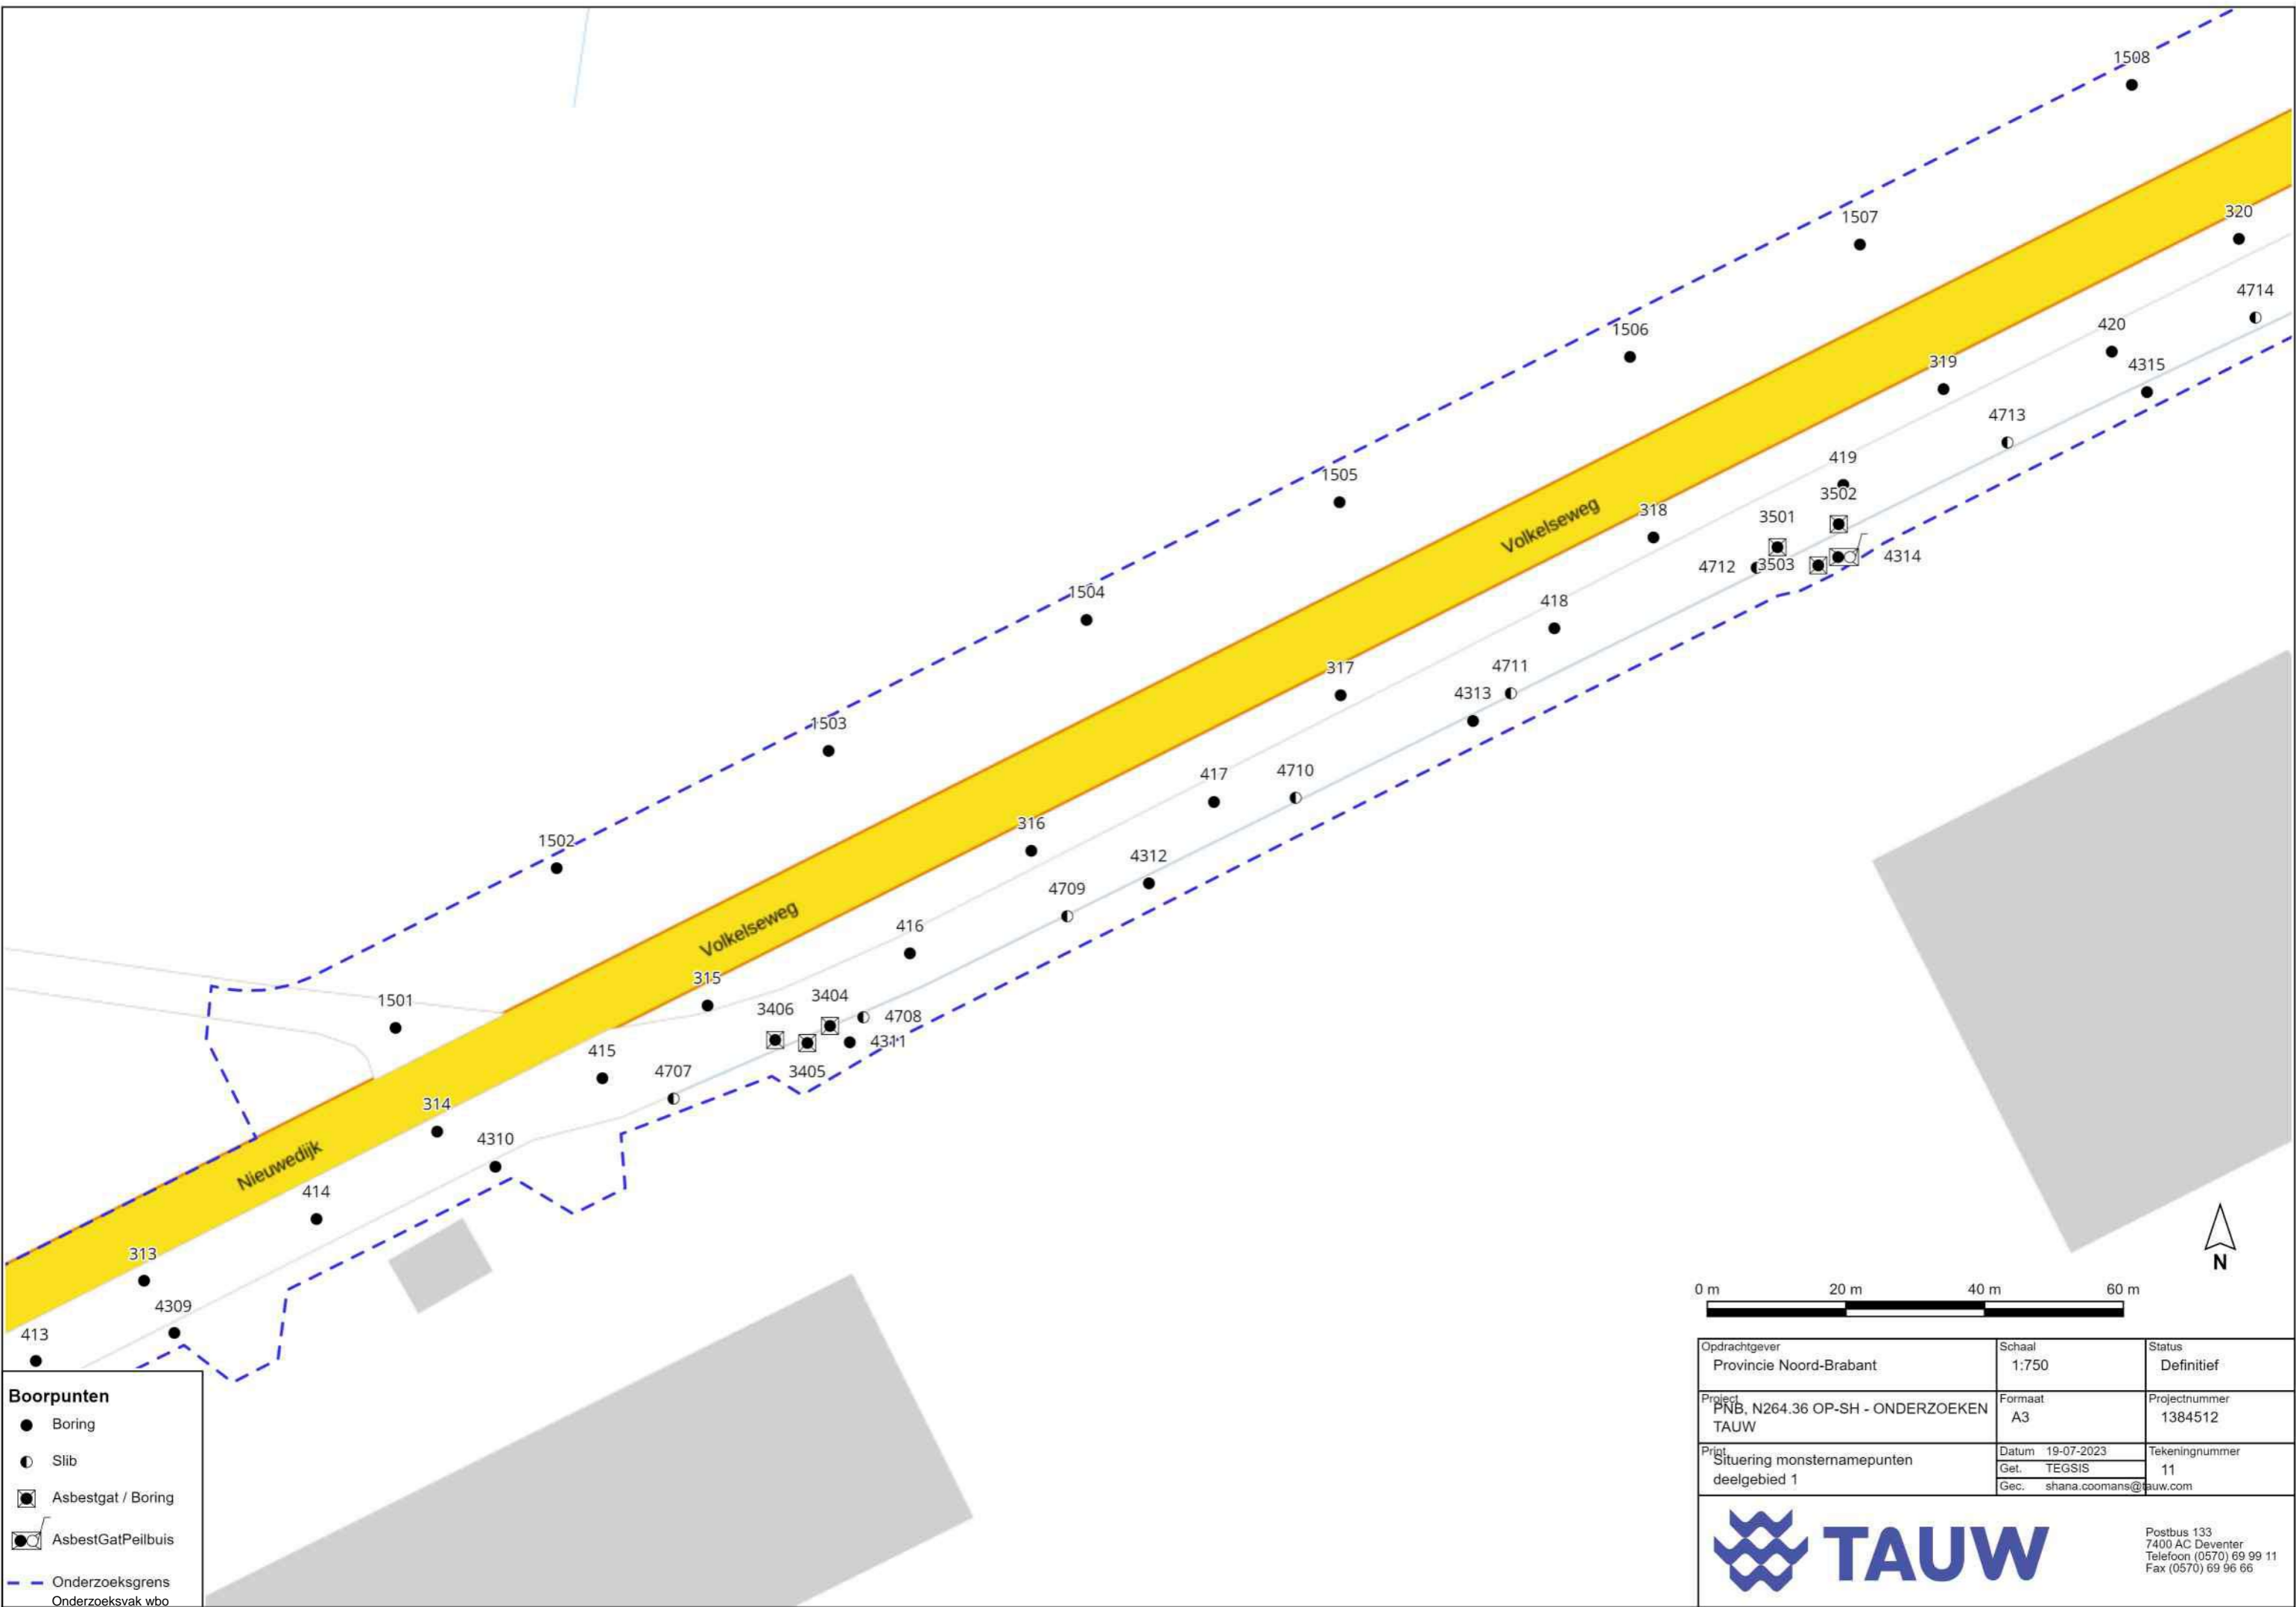 1508
1507
320
4714
1506
420
319
4315
4713
419
3502
1505
3501
318
4314
4712
3503
1504
418
317
4711
4313
1503
417
4710
1502
316
4312
4709
416
315
1501
3404
3406
4708
4311
415
4707
3405
314
4310
414
313
4309
413
Volkelseweg
Volkelseweg
Nieuwedijk
N
0 m 20 m 40 m 60 m
Boorpunten
Boring
Slib
Asbestgat / Boring
AsbestGatPeilbuis
Onderzoeksgrens
Onderzoeksvak wbo
Opdrachtgever
Provincie Noord-Brabant
Schaal
1:750
Status
Definitief
Project
PNB, N264.36 OP-SH - ONDERZOEKEN
TAUW
Formaat
A3
Projectnummer
1384512
Print
Situering monsternamepunten
deelgebied 1
Datum 19-07-2023
Get. TEGSIS
Gec. shana.coomans@tauw.com
Tekeningnummer
11
TAUW
Postbus 133
7400 AC Deventer
Telefoon (0570) 69 99 11
Fax (0570) 69 96 66